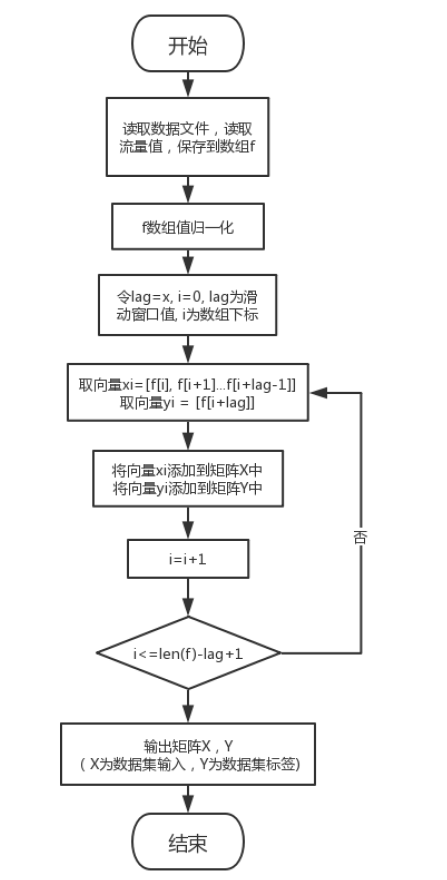 开始
读取数据文件，读取
流量值，保存到数组f
f数组值归一化
令lag=x, i=0, lag为滑
动窗口值, i为数组下标
取向量xi=[f[i], f[i+1]...f[i+lag-1]]
取向量yi = [f[i+lag]]
将向量xi添加到矩阵X中
将向量yi添加到矩阵Y中
i=i+1
否
i<=len(f)-lag+1
输出矩阵X，Y
（X为数据集输入，Y为数据集标签)
结束